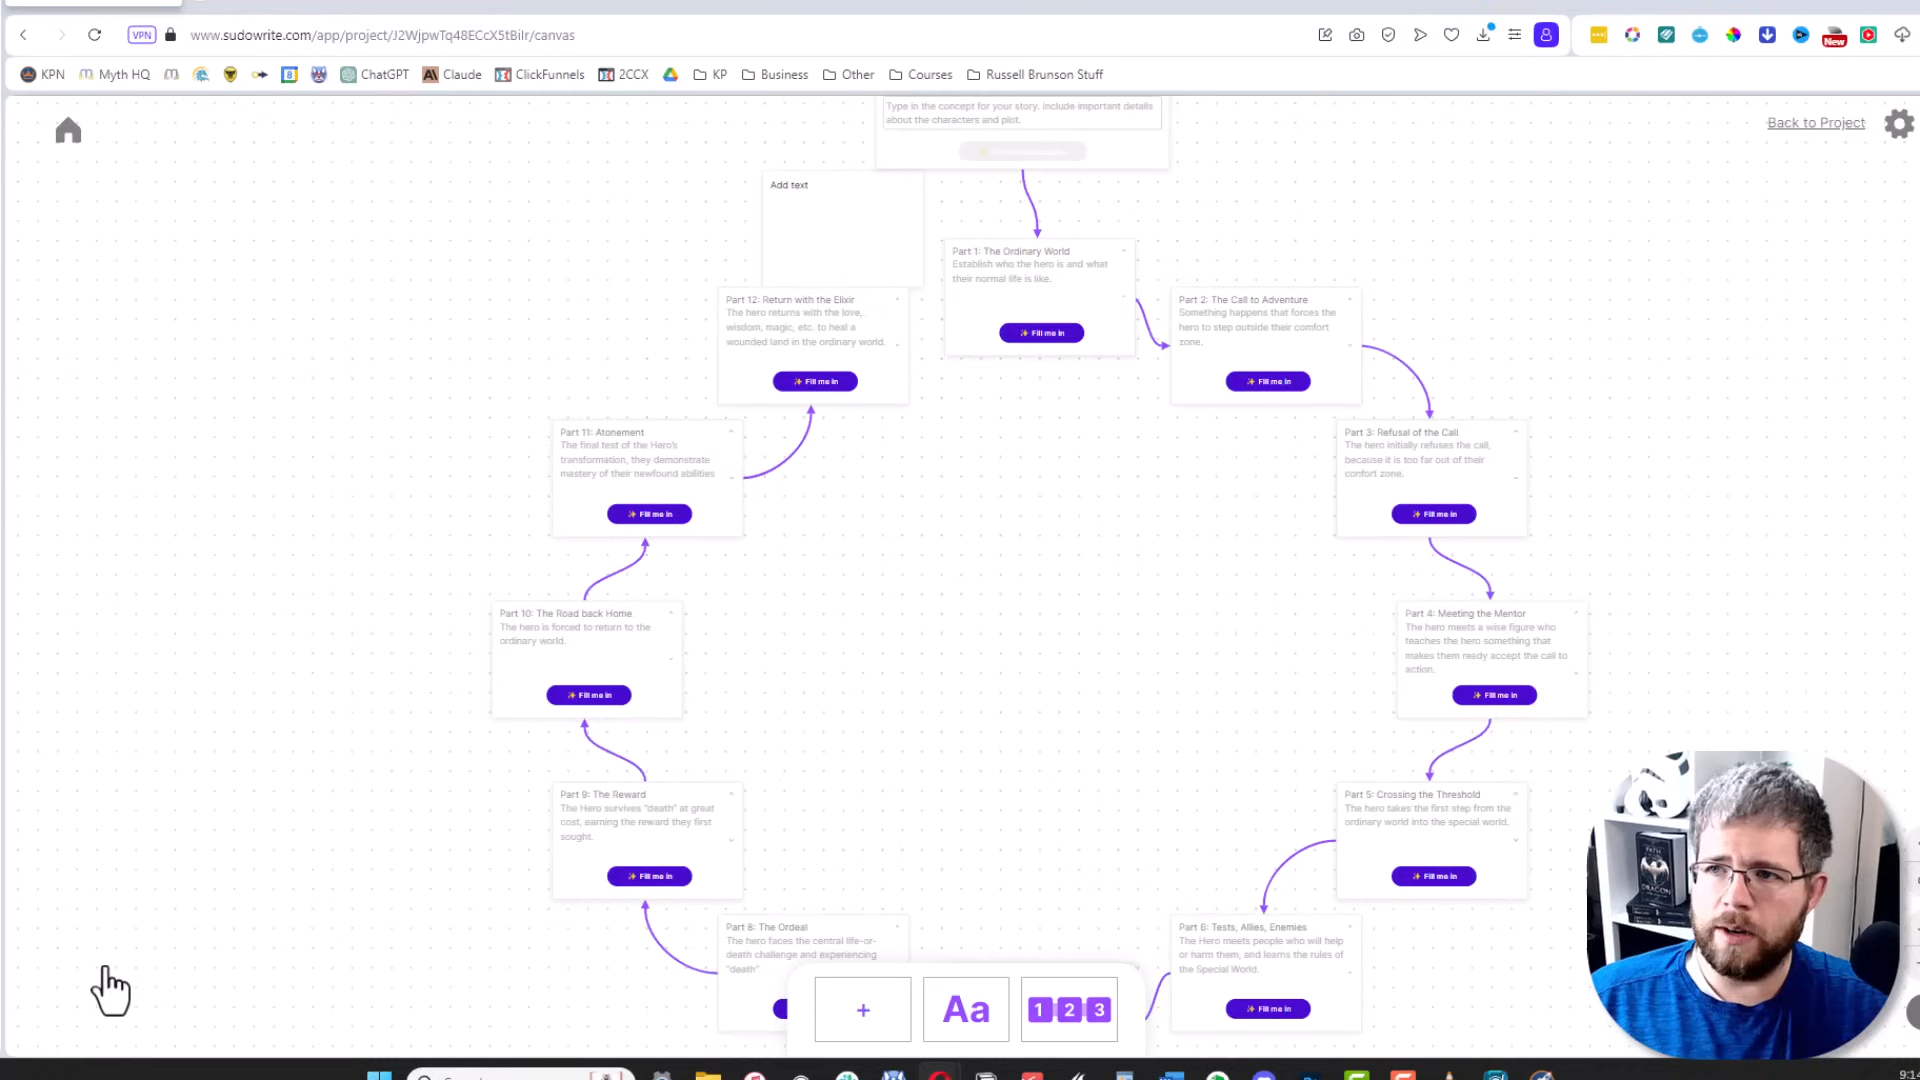 VPN
www.sudowrite.com/app/project/J2WjpwTq48ECcX5tBilr/canvas
New
KPN
Myth HQ
8
ChatGPT
Claude
ClickFunnels
2CCX
KP
Business
Other
Courses
Russell Brunson Stuff
Type in the concept for your story. Include important details
about the characters and plot.
Back to Project
Add text
Part 1: The Ordinary World
Establish who the hero is and what
their normal life is like.
Fill me in
Part 2: The Call to Adventure
Something happens that forces the
hero to step outside their comfort
zone.
Fill me in
Part 12: Return with the Elixir
The hero returns with the love,
wisdom, magic, etc. to heal a
wounded land in the ordinary world.
Fill me in
Part 11: Atonement
The final test of the Hero's
transformation, they demonstrate
mastery of their newfound abilities
Fill me in
Part 3: Refusal of the Call
The hero initially refuses the call,
because it is too far out of their
comfort zone.
Fill me in
Part 10: The Road back Home
The hero is forced to return to the
ordinary world.
Fill me in
Part 4: Meeting the Mentor
The hero meets a wise figure who
teaches the hero something that
makes them ready accept the call to
action.
Fill me in
Part 9: The Reward
The Hero survives "death" at great
cost, earning the reward they first
sought.
Fill me in
Part 5: Crossing the Threshold
The hero takes the first step from the
ordinary world into the special world.
Fill me in
PATH
DRAGON
Part 8: The Ordeal
The hero faces the central life-or-
death challenge and experiencing
"death"
Part 6: Tests, Allies, Enemies
The Hero meets people who will help
or harm them, and learns the rules of
the Special World.
Fill me in
+
Aa
1 2 3